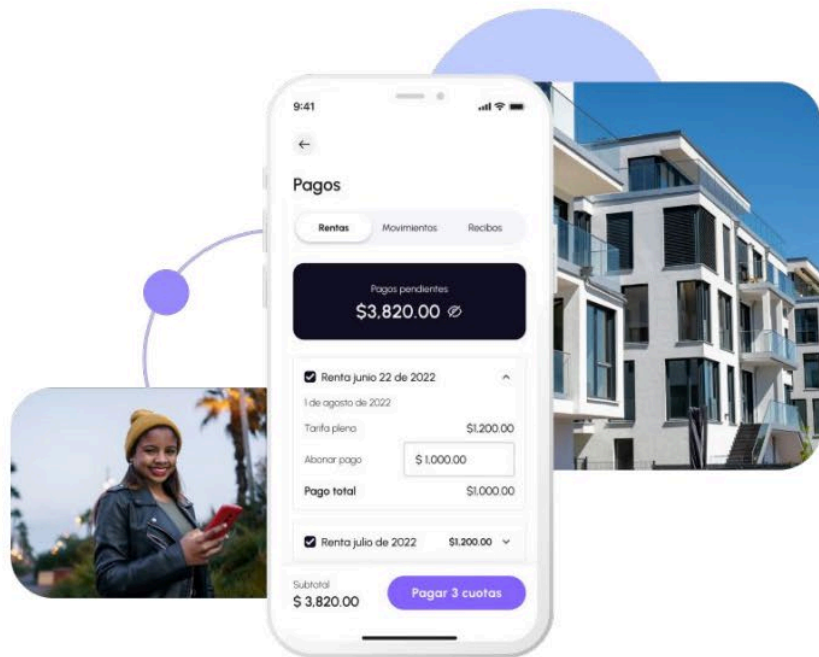 9:41
Pagos
Rentas Movimientos Recibos
Pagos pendientes
$3,820.00
Renta junio 22 de 2022
1 de agosto de 2022
Tarifa plena $1,200.00
Abonar pago $1,000.00
Pago total $1,000.00
Renta julio de 2022 $1,200.00
Subtotal
$ 3,820.00 Pagar 3 cuotas